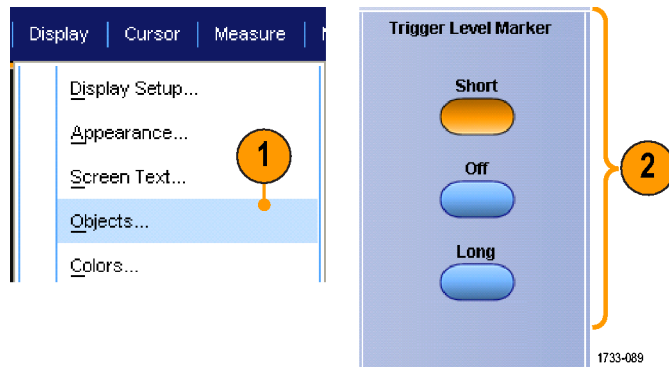 Display | Cursor | Measure |
Display Setup...
Appearance...
Screen Text...
Objects...
Colors...
1
Trigger Level Marker
Short
Off
Long
2
1733-089